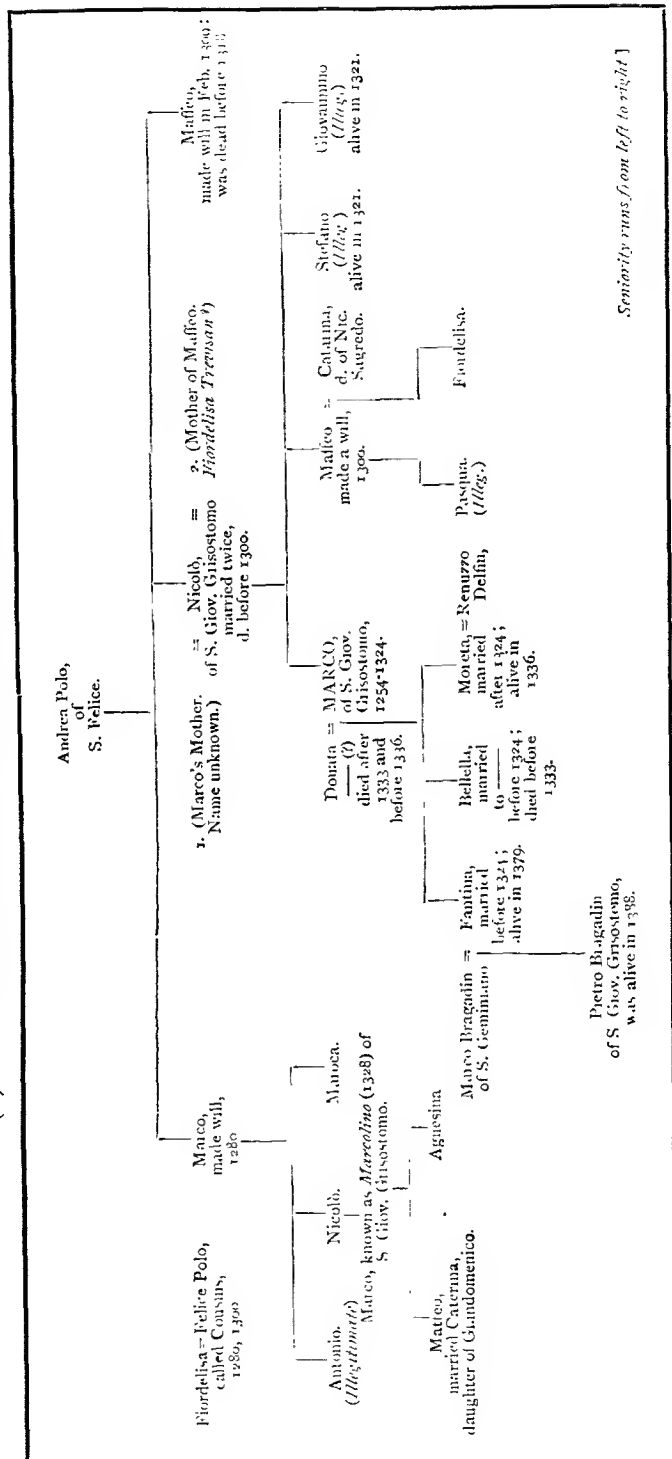 Andrea Polo,
of
S. Felice.
Fiordelisa = Felice Polo,
called Cousins,
1280, 1300
Marco,
made will,
1280
1. (Marco's Mother.
Name unknown.)
= Nicolò, =
of S. Giov. Grisostomo
married twice,
d. before 1300.
2. (Mother of Maffeo.
Fiordelisa Trevisan?)
Maffeo,
made will in Feb. 1309:
was dead before 1318
Antonio.
(Illegitimate)
Nicolò.
Maroca.
Donata = MARCO,
—— (?)
died after
1333 and
before 1336.
of S. Giov.
Grisostomo,
1254-1324.
Maffeo =
made a will,
1300.
Catarina,
d. of Nic.
Sagredo.
Stefano
(Illeg.)
alive in 1321.
Giovannino
(Illeg.)
alive in 1321.
Marco, known as Marcolino (1328) of
S Giov. Grisostomo.
Marco Bragadin =
of S. Geminiano
Fantina,
married
before 1324;
alive in 1379.
Bellella,
married
to ——
before 1324;
died before
1333.
Moreta, = Renuzzo
Delfin,
married
after 1324;
alive in
1336.
Pasqua.
(Illeg.)
Fiordelisa.
Matteo,
married Caterina,
daughter of Giandomenico.
Agnesina
Pietro Bragadin
of S Giov. Grisostomo,
was alive in 1388.
Seniority runs from left to right ]